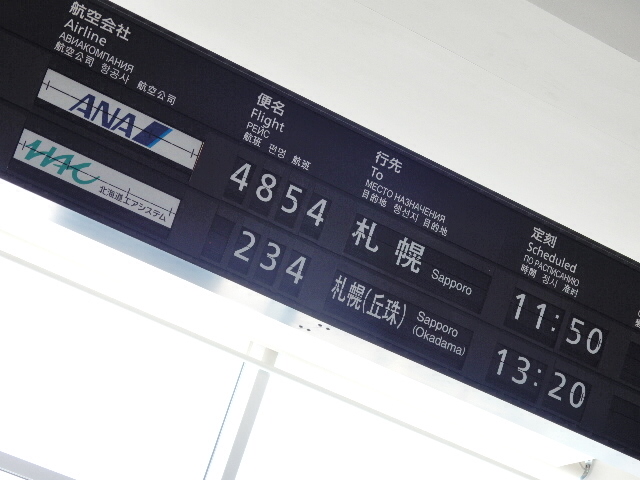 航空会社
Airline
АВИАКОМПАНИЯ
航空公司 항공사 航空公司
便名
Flight
РЕЙС
航班 편명 航班
行先
To
МЕСТО НАЗНАЧЕНИЯ
目的地 행선지 目的地
定刻
Scheduled
ПО РАСПИСАНИЮ
時間 정시 准时
ANA
4854
札幌 Sapporo
11:50
HAC
北海道エアシステム
234
札幌(丘珠) Sapporo
(Okadama)
13:20